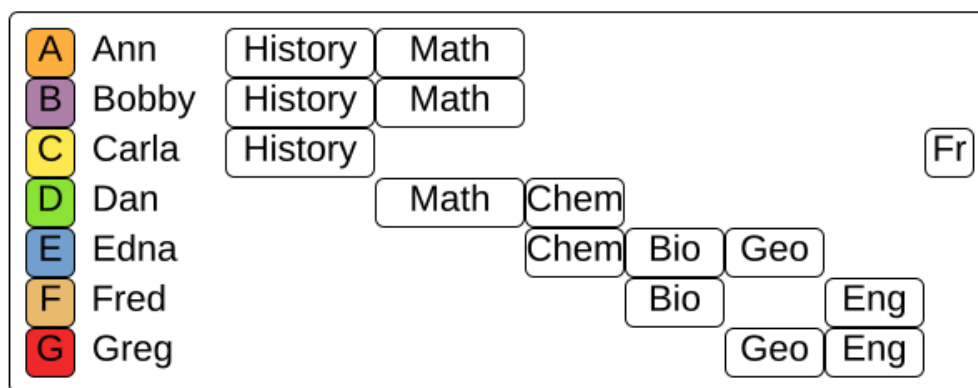 A Ann History Math
B Bobby History Math
C Carla History Fr
D Dan Math Chem
E Edna Chem Bio Geo
F Fred Bio Eng
G Greg Geo Eng